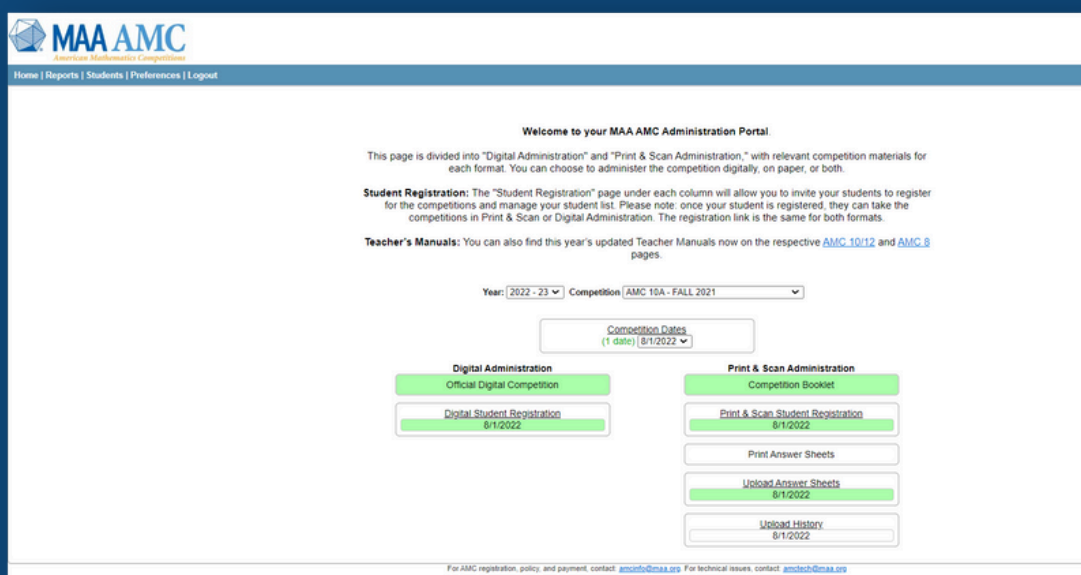 MAA AMC
American Mathematics Competitions
Home | Reports | Students | Preferences | Logout
Welcome to your MAA AMC Administration Portal.
This page is divided into "Digital Administration" and "Print & Scan Administration," with relevant competition materials for
each format. You can choose to administer the competition digitally, on paper, or both.
Student Registration: The "Student Registration" page under each column will allow you to invite your students to register
for the competitions and manage your student list. Please note: once your student is registered, they can take the
competitions in Print & Scan or Digital Administration. The registration link is the same for both formats.
Teacher's Manuals: You can also find this year's updated Teacher Manuals now on the respective AMC 10/12 and AMC 8
pages.
Year: 2022 - 23 Competition AMC 10A - FALL 2021
Competition Dates
(1 date) 8/1/2022
Digital Administration
Official Digital Competition
Digital Student Registration
8/1/2022
Print & Scan Administration
Competition Booklet
Print & Scan Student Registration
8/1/2022
Print Answer Sheets
Upload Answer Sheets
8/1/2022
Upload History
8/1/2022
For AMC registration, policy, and payment, contact: amcinfo@maa.org. For technical issues, contact: amctech@maa.org